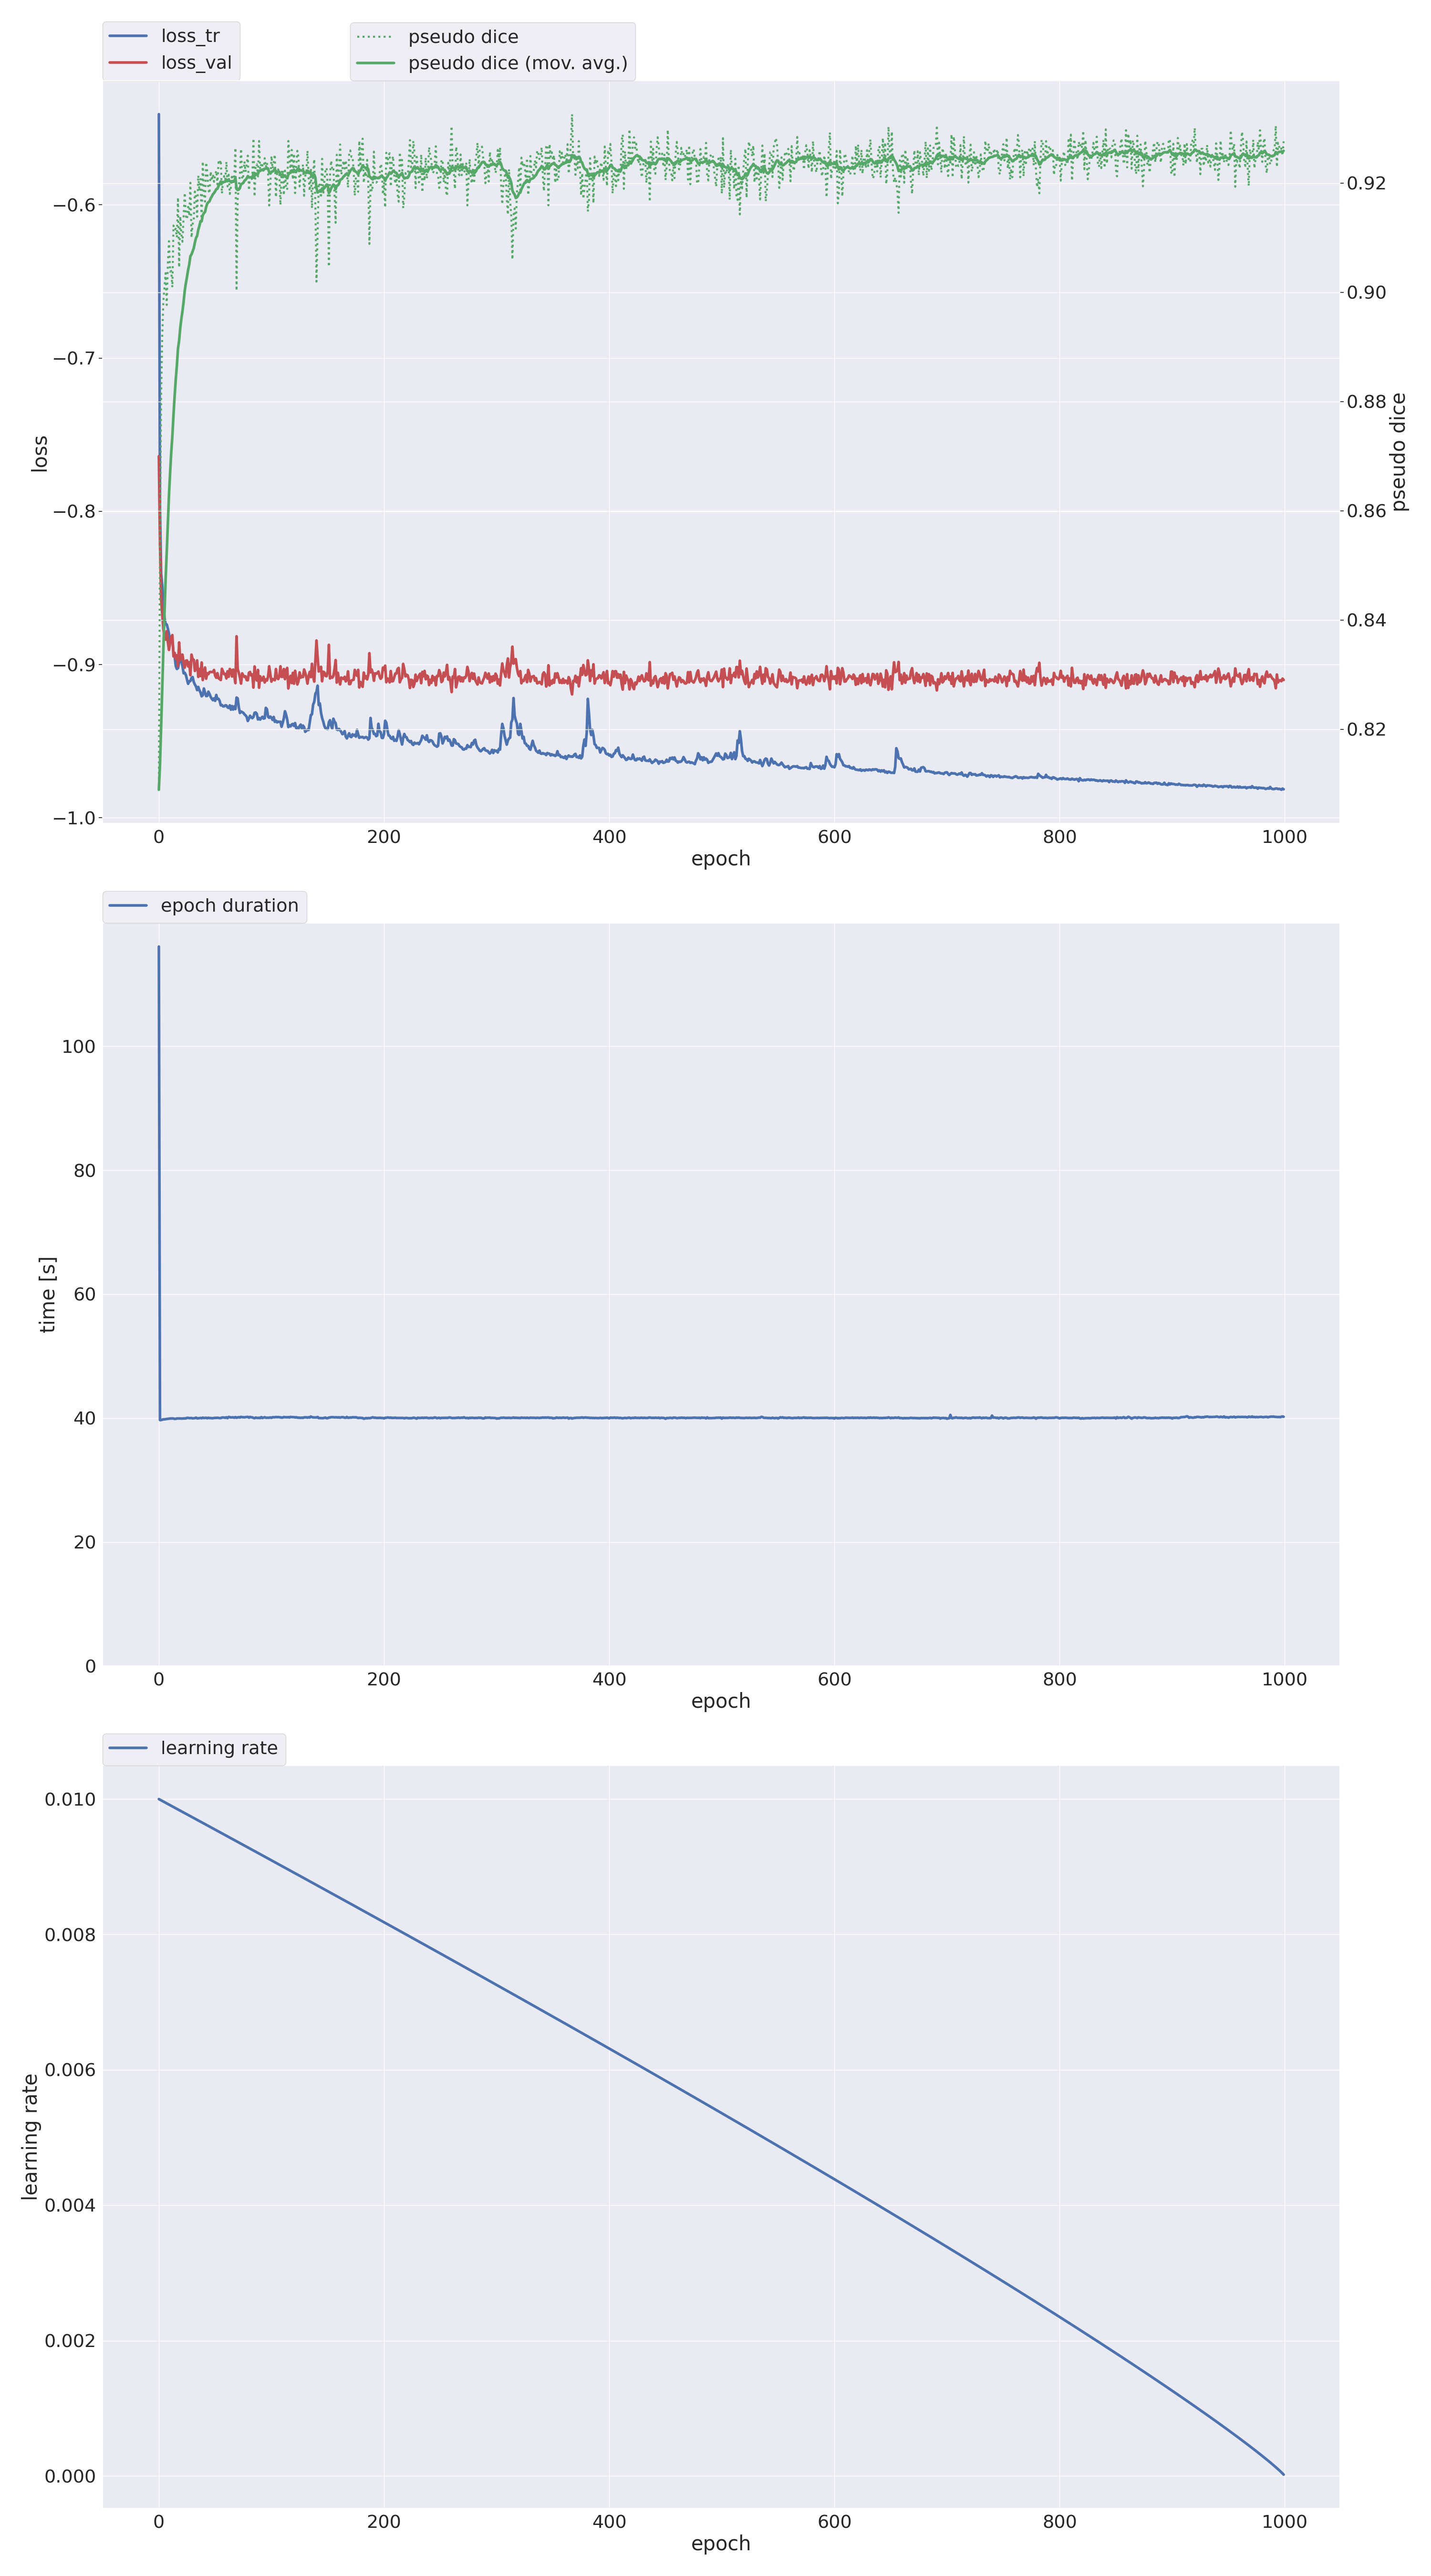 loss_tr
loss_val
pseudo dice
pseudo dice (mov. avg.)
−0.6
−0.7
−0.8
−0.9
−1.0
loss
0.92
0.90
0.88
0.86
0.84
0.82
pseudo dice
0 200 400 600 800 1000
epoch
epoch duration
100
80
60
40
20
0
time [s]
0 200 400 600 800 1000
epoch
learning rate
0.010
0.008
0.006
0.004
0.002
0.000
learning rate
0 200 400 600 800 1000
epoch